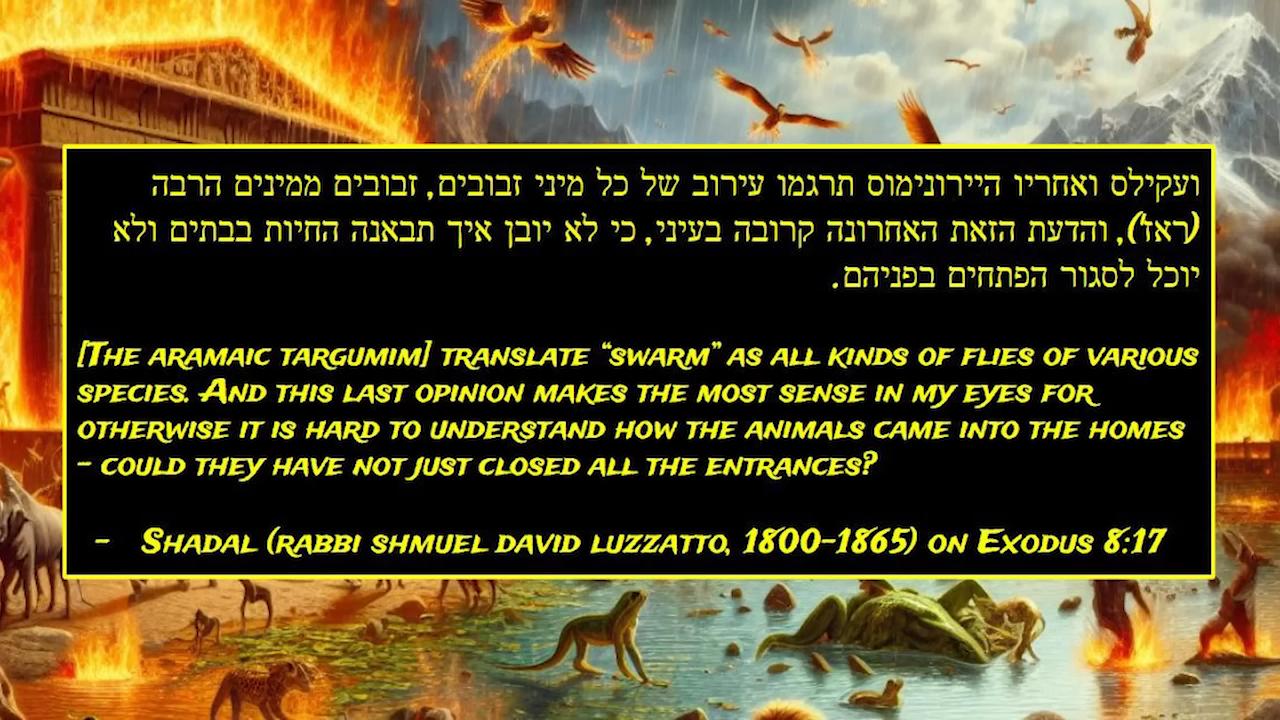 ועקילס ואחריו היירונימוס תרגמו עירוב של כל מיני זבובים, זבובים ממינים הרבה
(ראז'), והדעת הזאת האחרונה קרובה בעיני, כי לא יובן איך תבאנה החיות בבתים ולא
יוכל לסגור הפתחים בפניהם.
[The aramaic targumim] translate “swarm” as all kinds of flies of various
species. And this last opinion makes the most sense in my eyes for
otherwise it is hard to understand how the animals came into the homes
– could they have not just closed all the entrances?
- Shadal (rabbi shmuel david luzzatto, 1800-1865) on Exodus 8:17